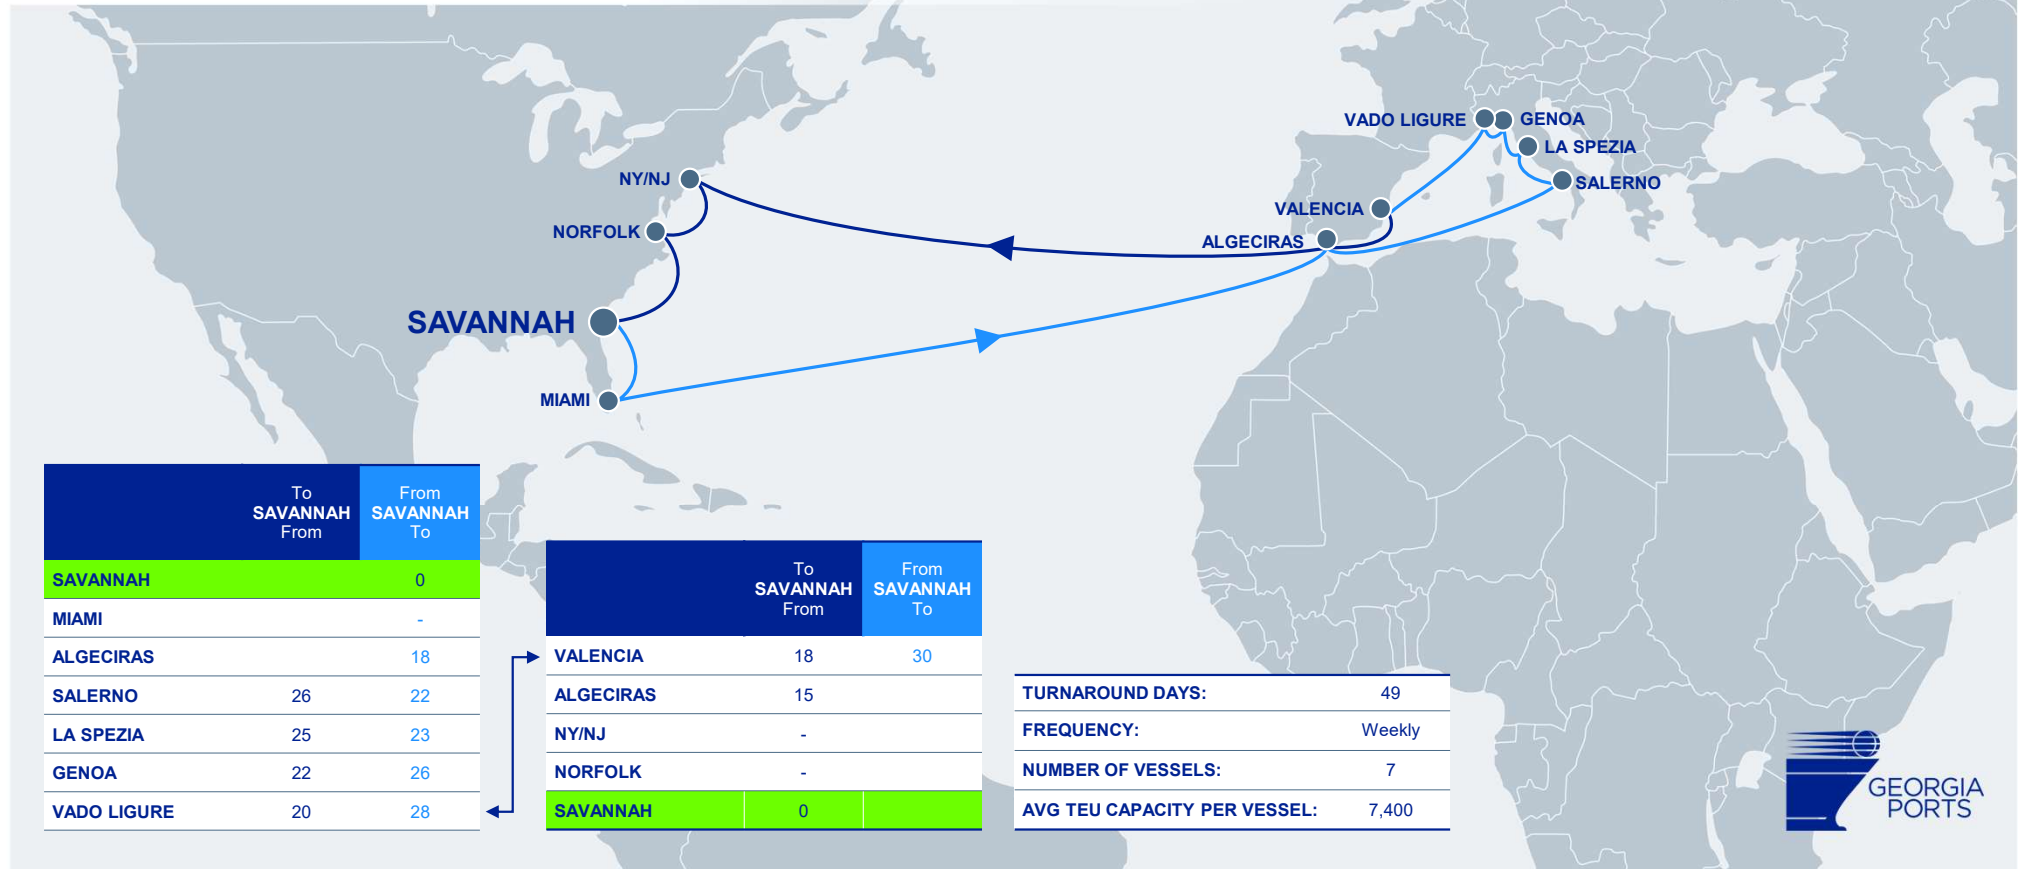 VADO LIGURE
GENOA
LA SPEZIA
NY/NJ
SALERNO
VALENCIA
NORFOLK
ALGECIRAS
SAVANNAH
MIAMI
To SAVANNAH From
From SAVANNAH To
SAVANNAH 0
MIAMI -
ALGECIRAS 18
SALERNO 26 22
LA SPEZIA 25 23
GENOA 22 26
VADO LIGURE 20 28
To SAVANNAH From
From SAVANNAH To
VALENCIA 18 30
ALGECIRAS 15
NY/NJ -
NORFOLK -
SAVANNAH 0
TURNAROUND DAYS: 49
FREQUENCY: Weekly
NUMBER OF VESSELS: 7
AVG TEU CAPACITY PER VESSEL: 7,400
GEORGIA
PORTS